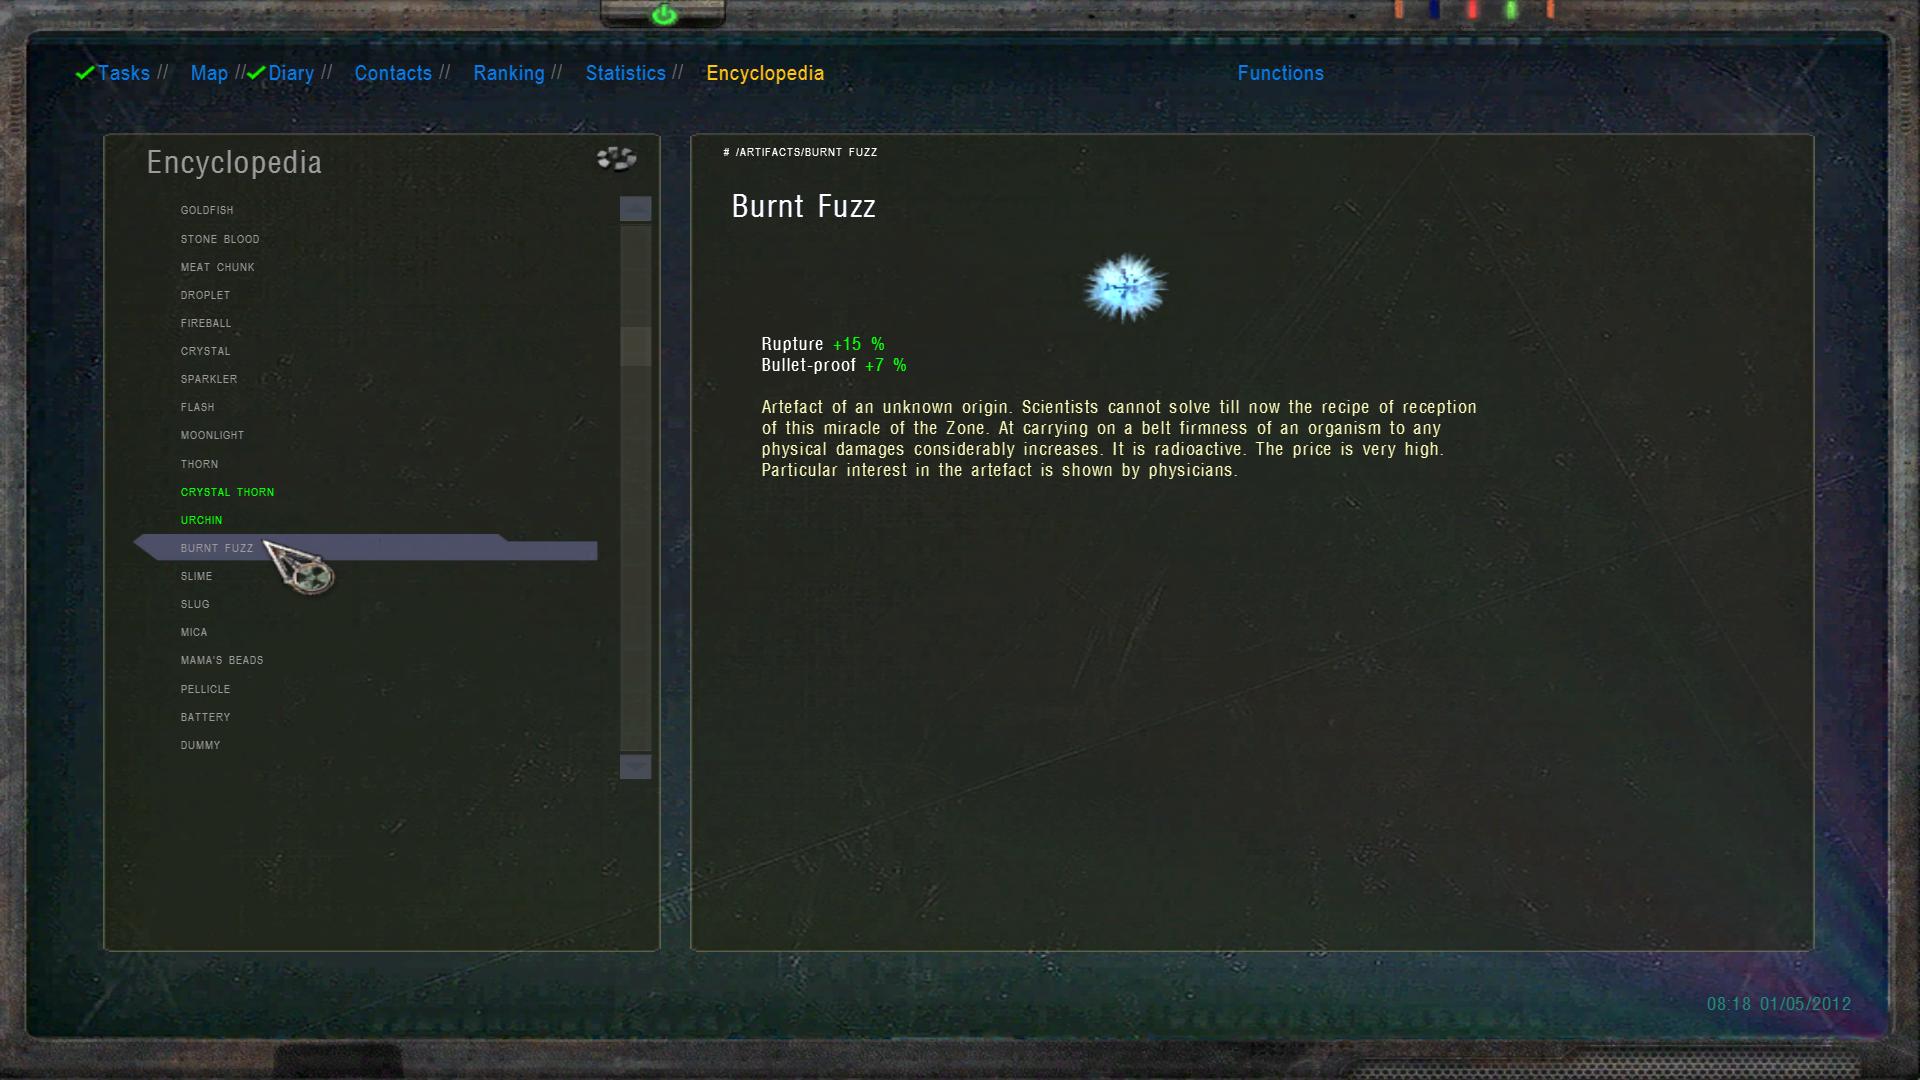 Tasks // Map // Diary // Contacts // Ranking // Statistics // Encyclopedia Functions
Encyclopedia
GOLDFISH
STONE BLOOD
MEAT CHUNK
DROPLET
FIREBALL
CRYSTAL
SPARKLER
FLASH
MOONLIGHT
THORN
CRYSTAL THORN
URCHIN
BURNT FUZZ
SLIME
SLUG
MICA
MAMA'S BEADS
PELLICLE
BATTERY
DUMMY
# /ARTIFACTS/BURNT FUZZ
Burnt Fuzz
Rupture +15 %
Bullet-proof +7 %
Artefact of an unknown origin. Scientists cannot solve till now the recipe of reception
of this miracle of the Zone. At carrying on a belt firmness of an organism to any
physical damages considerably increases. It is radioactive. The price is very high.
Particular interest in the artefact is shown by physicians.
08:18 01/05/2012